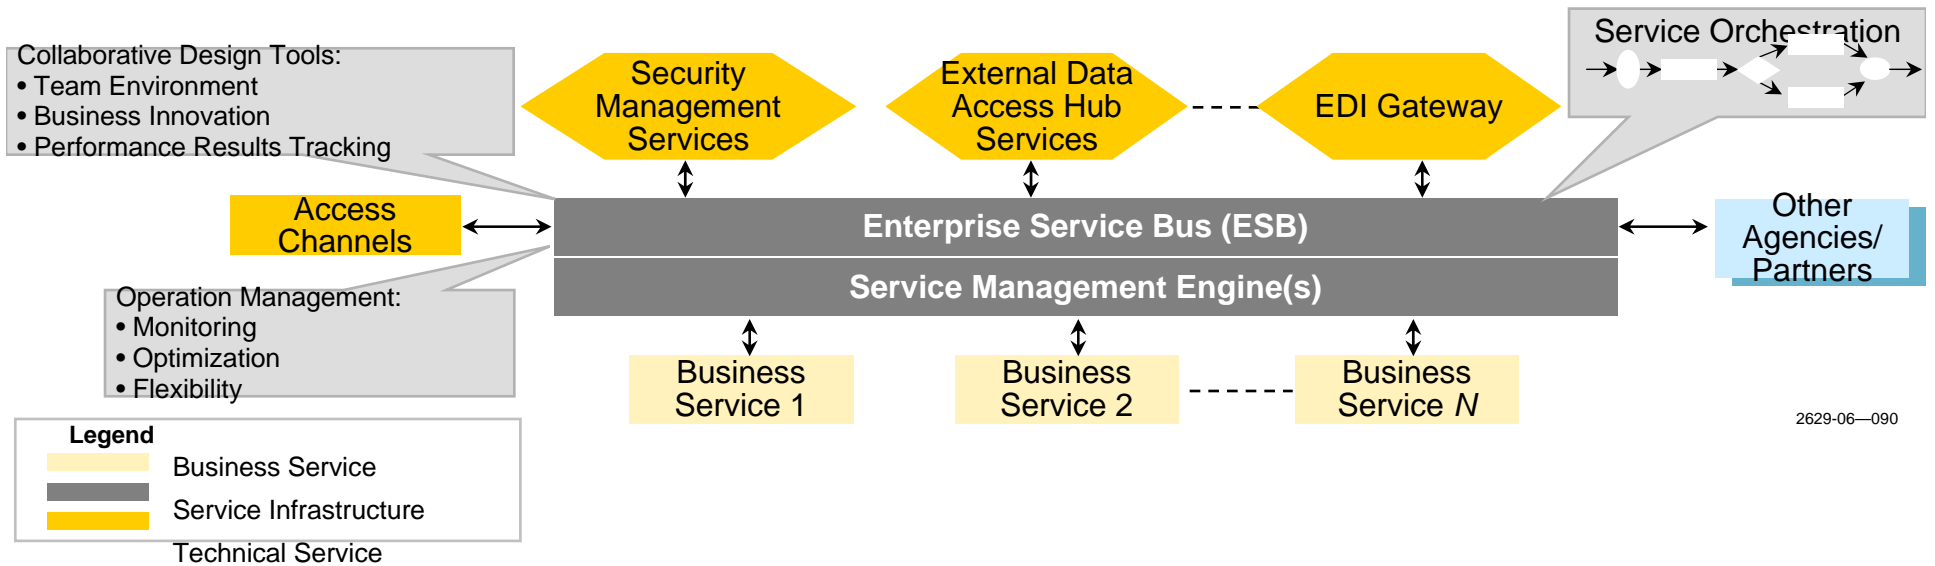 Collaborative Design Tools:
• Team Environment
• Business Innovation
• Performance Results Tracking
Security
Management
Services
External Data
Access Hub
Services
EDI Gateway
Service Orchestration
Access
Channels
Enterprise Service Bus (ESB)
Service Management Engine(s)
Other
Agencies/
Partners
Operation Management:
• Monitoring
• Optimization
• Flexibility
Business
Service 1
Business
Service 2
Business
Service N
2629-06—090
Legend
Business Service
Service Infrastructure
Technical Service